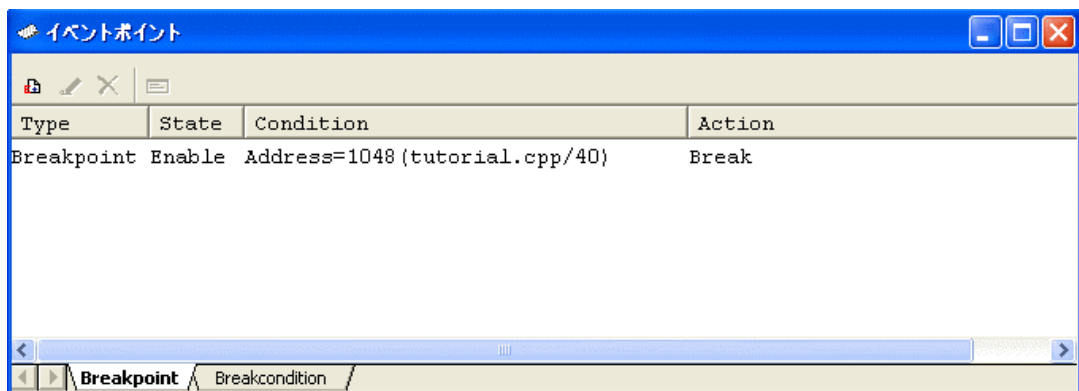 イベントポイント
Type State Condition Action
Breakpoint Enable Address=1048(tutorial.cpp/40) Break
Breakpoint Breakcondition